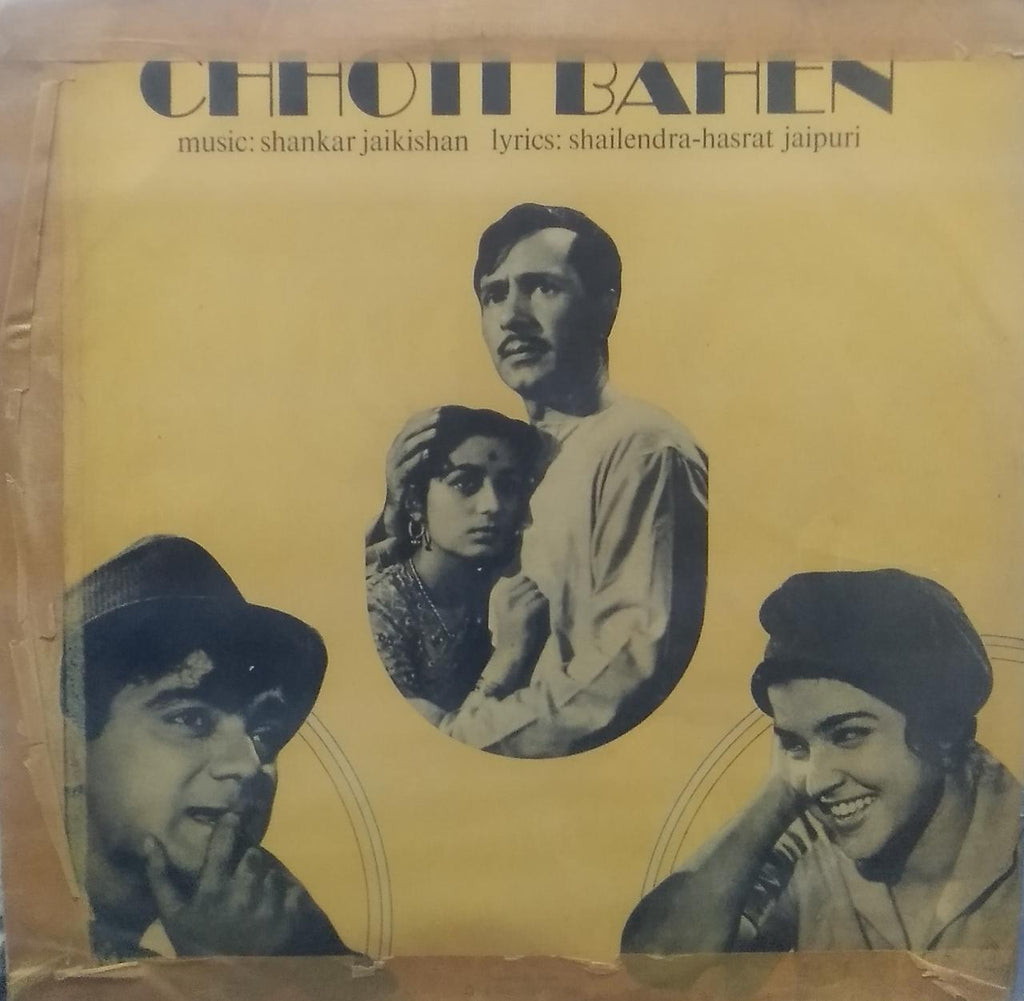 CHHOTI BAHEN
music: shankar jaikishan lyrics: shailendra-hasrat jaipuri